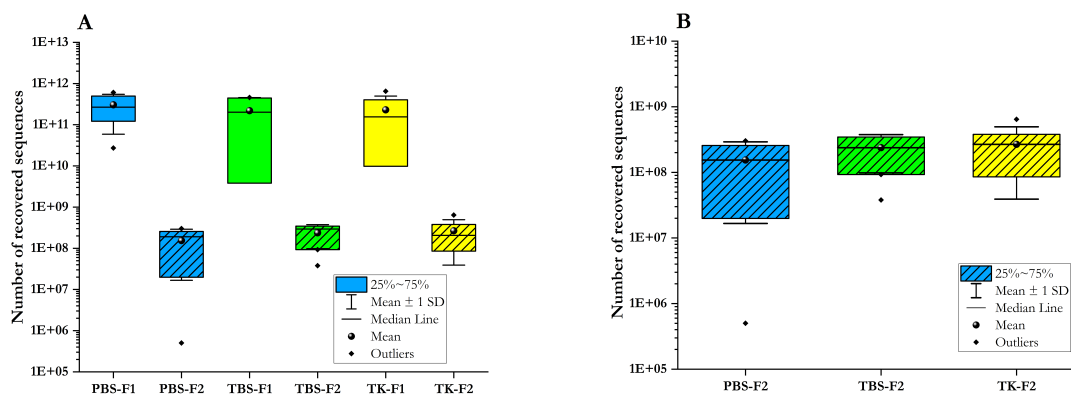 A
Number of recovered sequences
1E+13
1E+12
1E+11
1E+10
1E+09
1E+08
1E+07
1E+06
1E+05
PBS-F1
PBS-F2
TBS-F1
TBS-F2
TK-F1
TK-F2
25%~75%
Mean ± 1 SD
Median Line
Mean
Outliers
B
Number of recovered sequences
1E+10
1E+09
1E+08
1E+07
1E+06
1E+05
PBS-F2
TBS-F2
TK-F2
25%~75%
Mean ± 1 SD
Median Line
Mean
Outliers